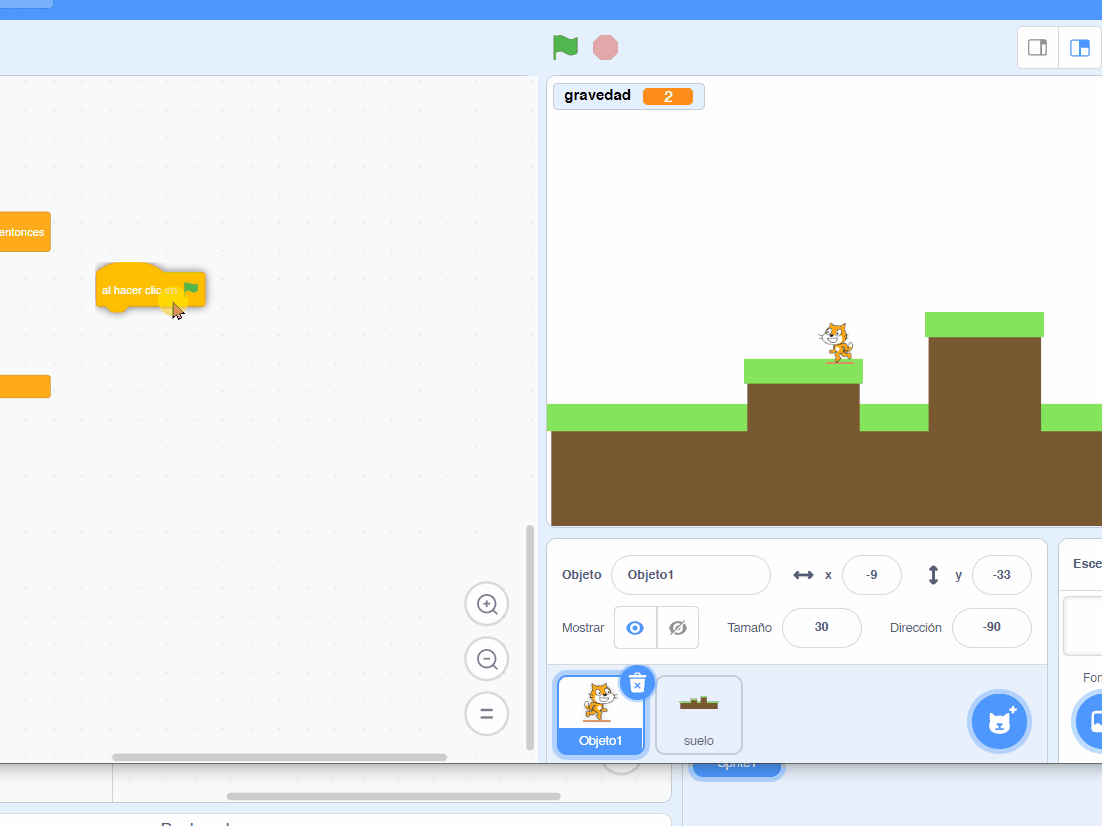 gravedad 2
entonces
al hacer clic en
Objeto Objeto1 x -9 y -33
Mostrar Tamaño 30 Dirección -90
Objeto1
suelo
Esce
Fon
Sprite1